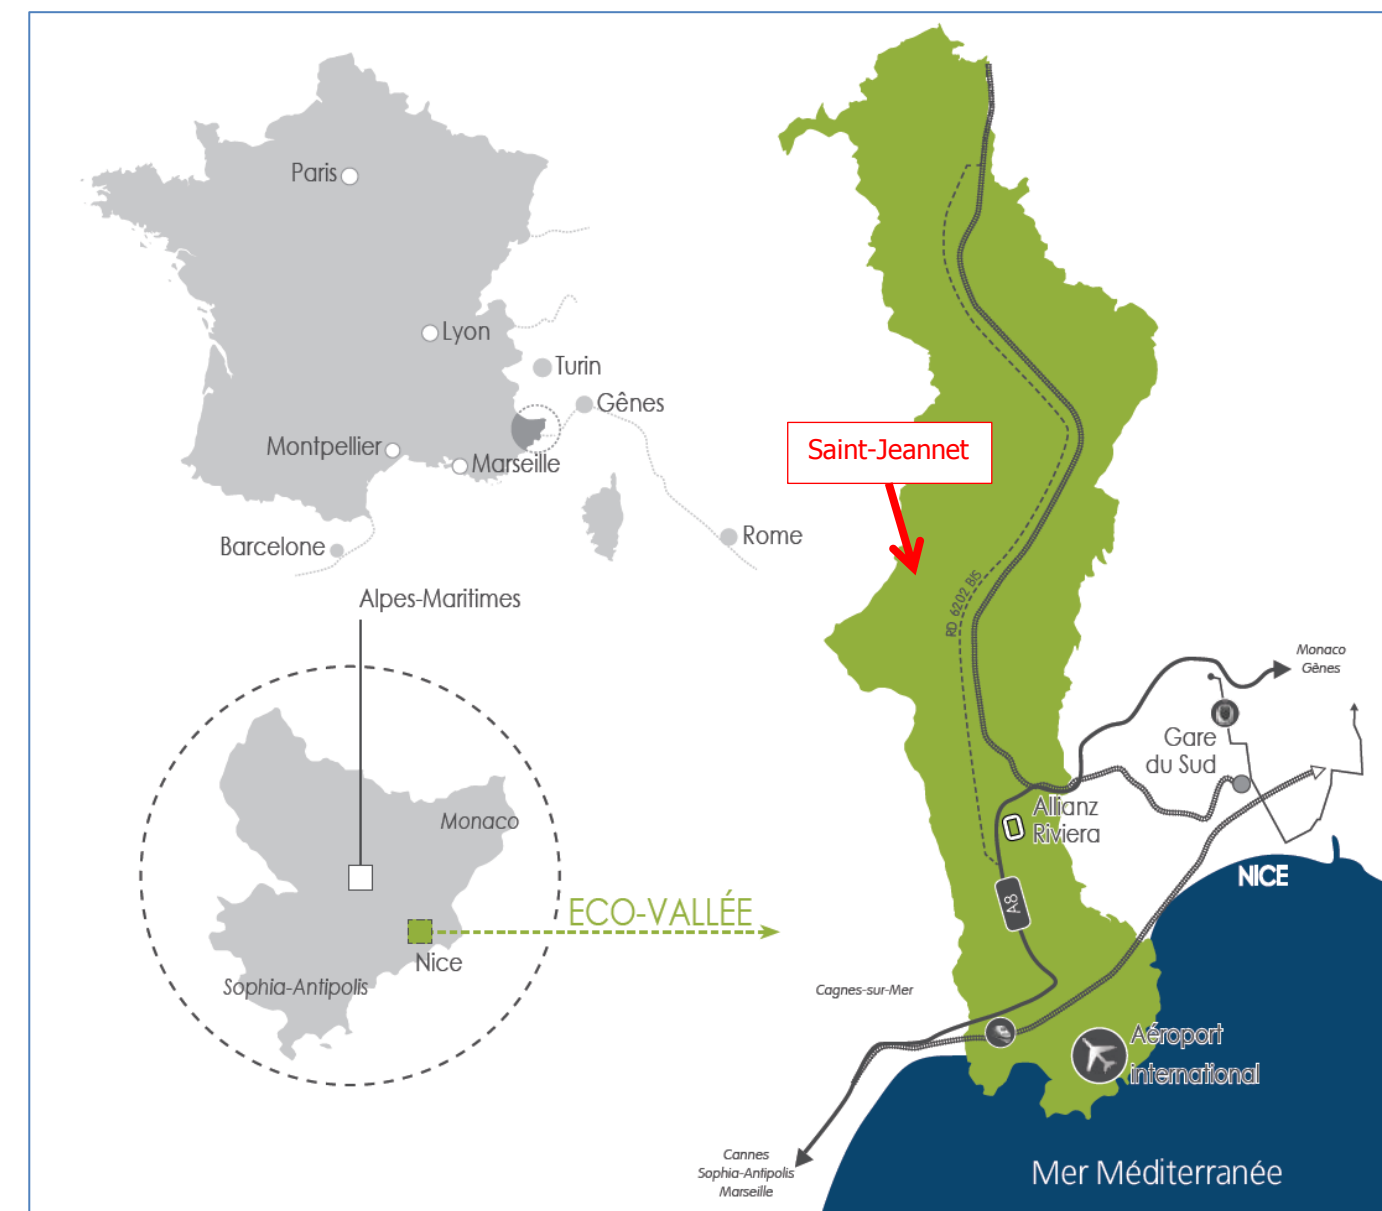 Paris
Lyon
Turin
Gênes
Montpellier
Marseille
Barcelone
Rome
Alpes-Maritimes
Monaco
ECO-VALLÉE
Nice
Sophia-Antipolis
Saint-Jeannet
RD 6202 BIS
Monaco
Gênes
Gare
du Sud
Allianz
Riviera
NICE
A8
Cagnes-sur-Mer
Aéroport
international
Cannes
Sophia-Antipolis
Marseille
Mer Méditerranée